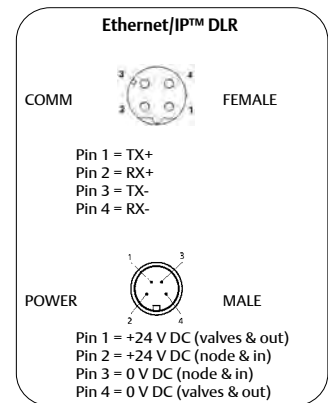 Ethernet/IP™ DLR
3 4
COMM FEMALE
2 1
Pin 1 = TX+
Pin 2 = RX+
Pin 3 = TX-
Pin 4 = RX-
1 3
POWER MALE
2 4
Pin 1 = +24 V DC (valves & out)
Pin 2 = +24 V DC (node & in)
Pin 3 = 0 V DC (node & in)
Pin 4 = 0 V DC (valves & out)